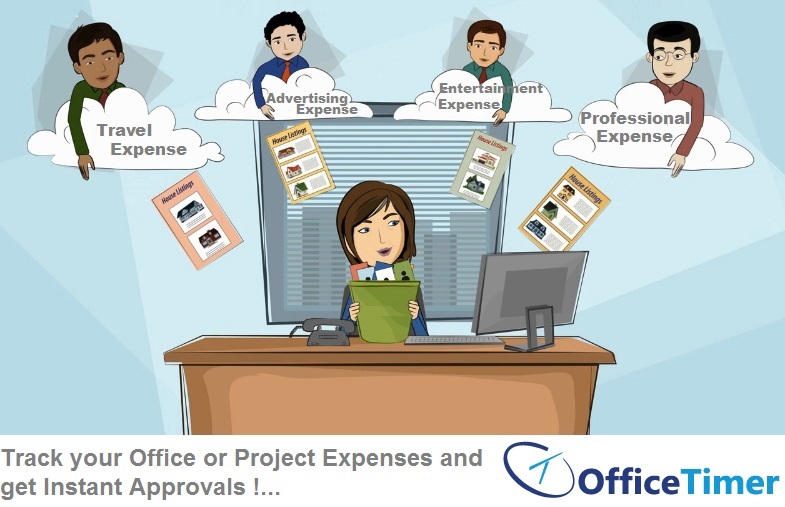 Travel
Expense
Advertising
Expense
Entertainment
Expense
Professional
Expense
House Listings
House Listings
House Listings
House Listings
Track your Office or Project Expenses and
get Instant Approvals !...
OfficeTimer